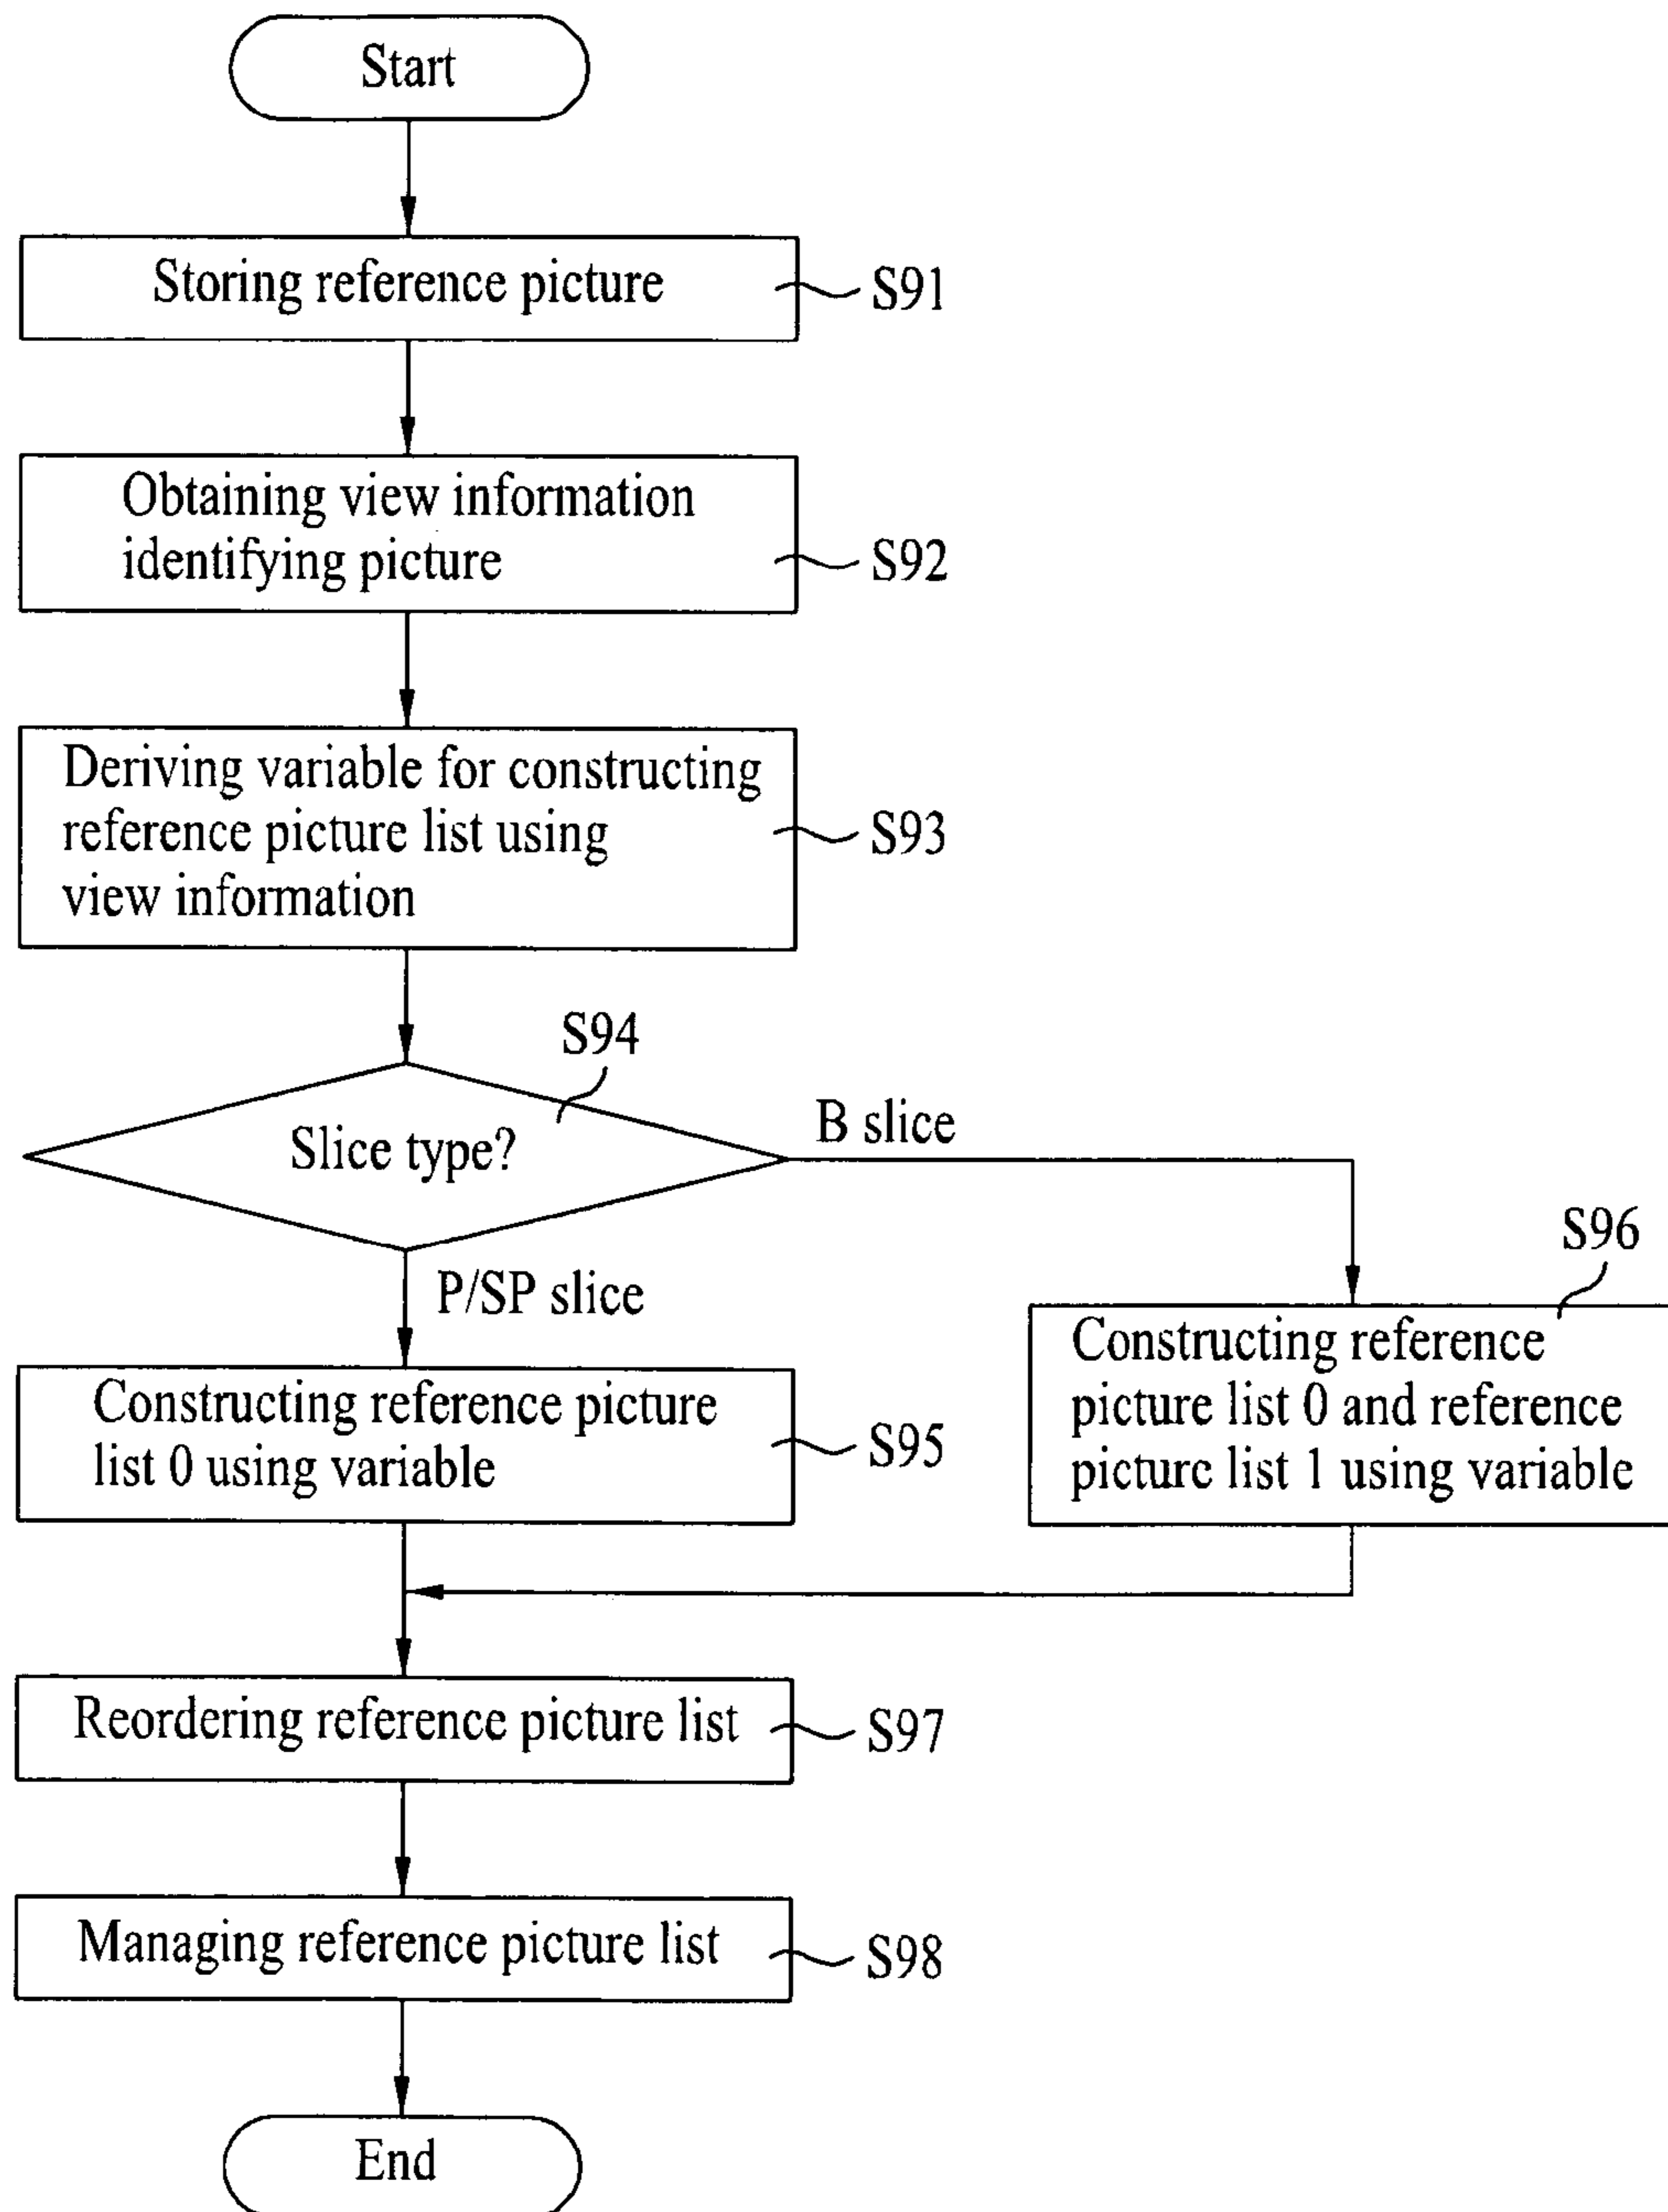 Start
Storing reference picture
S91
Obtaining view information
identifying picture
S92
Deriving variable for constructing
reference picture list using
view information
S93
S94
Slice type?
B slice
P/SP slice
S96
Constructing reference
picture list 0 and reference
picture list 1 using variable
Constructing reference picture
list 0 using variable
S95
Reordering reference picture list
S97
Managing reference picture list
S98
End